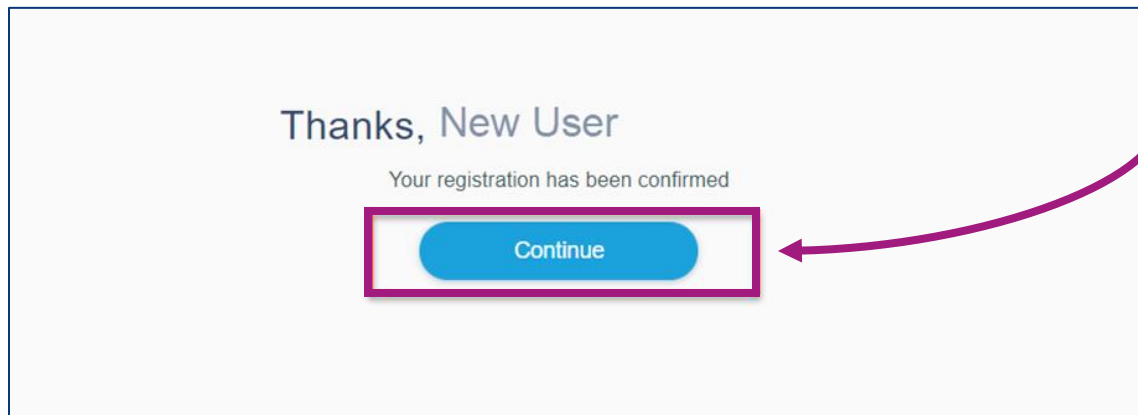 Thanks, New User
Your registration has been confirmed
Continue